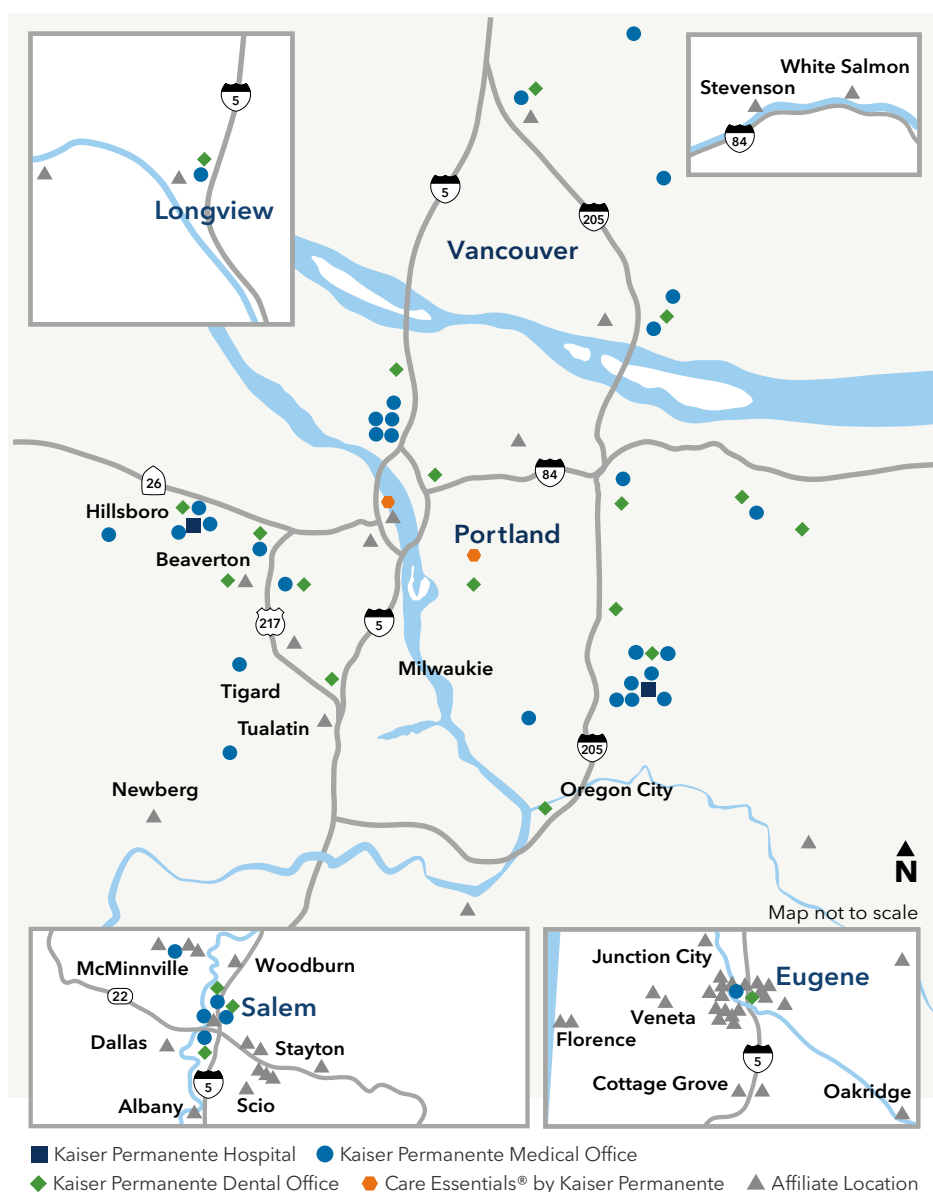 5
Longview
White Salmon
Stevenson
84
5
205
Vancouver
26
84
Hillsboro
Portland
Beaverton
217
5
Milwaukie
Tigard
Tualatin
205
Newberg
Oregon City
N
Map not to scale
McMinnville
Woodburn
22
Salem
Dallas
Stayton
5
Albany
Scio
Junction City
Eugene
Veneta
Florence
5
Cottage Grove
Oakridge
Kaiser Permanente Hospital
Kaiser Permanente Medical Office
Kaiser Permanente Dental Office
Care Essentials® by Kaiser Permanente
Affiliate Location